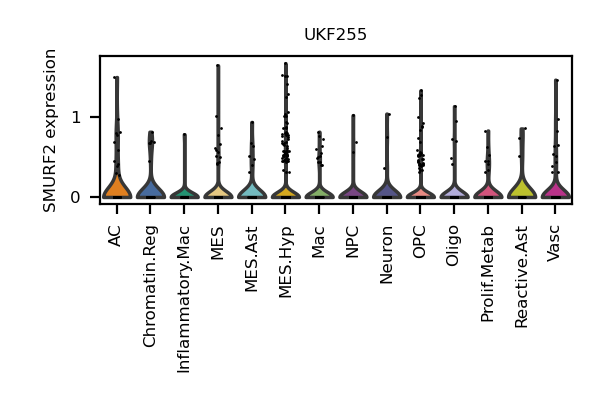 UKF255
SMURF2 expression
1
0
AC
Chromatin.Reg
Inflammatory.Mac
MES
MES.Ast
MES.Hyp
Mac
NPC
Neuron
OPC
Oligo
Prolif.Metab
Reactive.Ast
Vasc